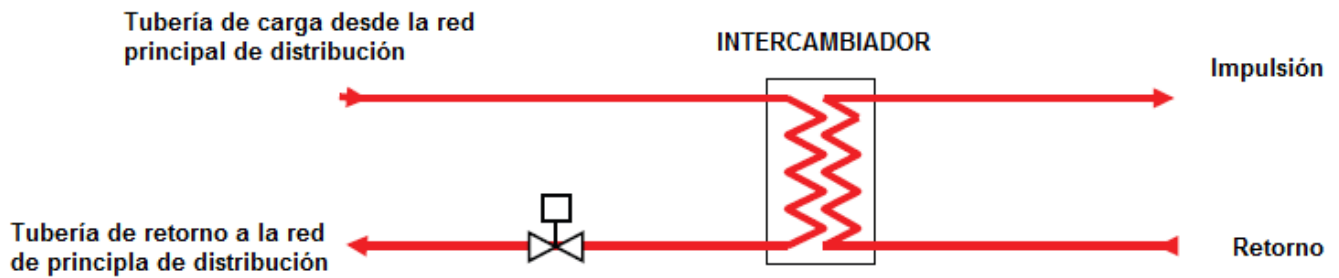 Tubería de carga desde la red
principal de distribución
INTERCAMBIADOR
Impulsión
Tubería de retorno a la red
de principla de distribución
Retorno